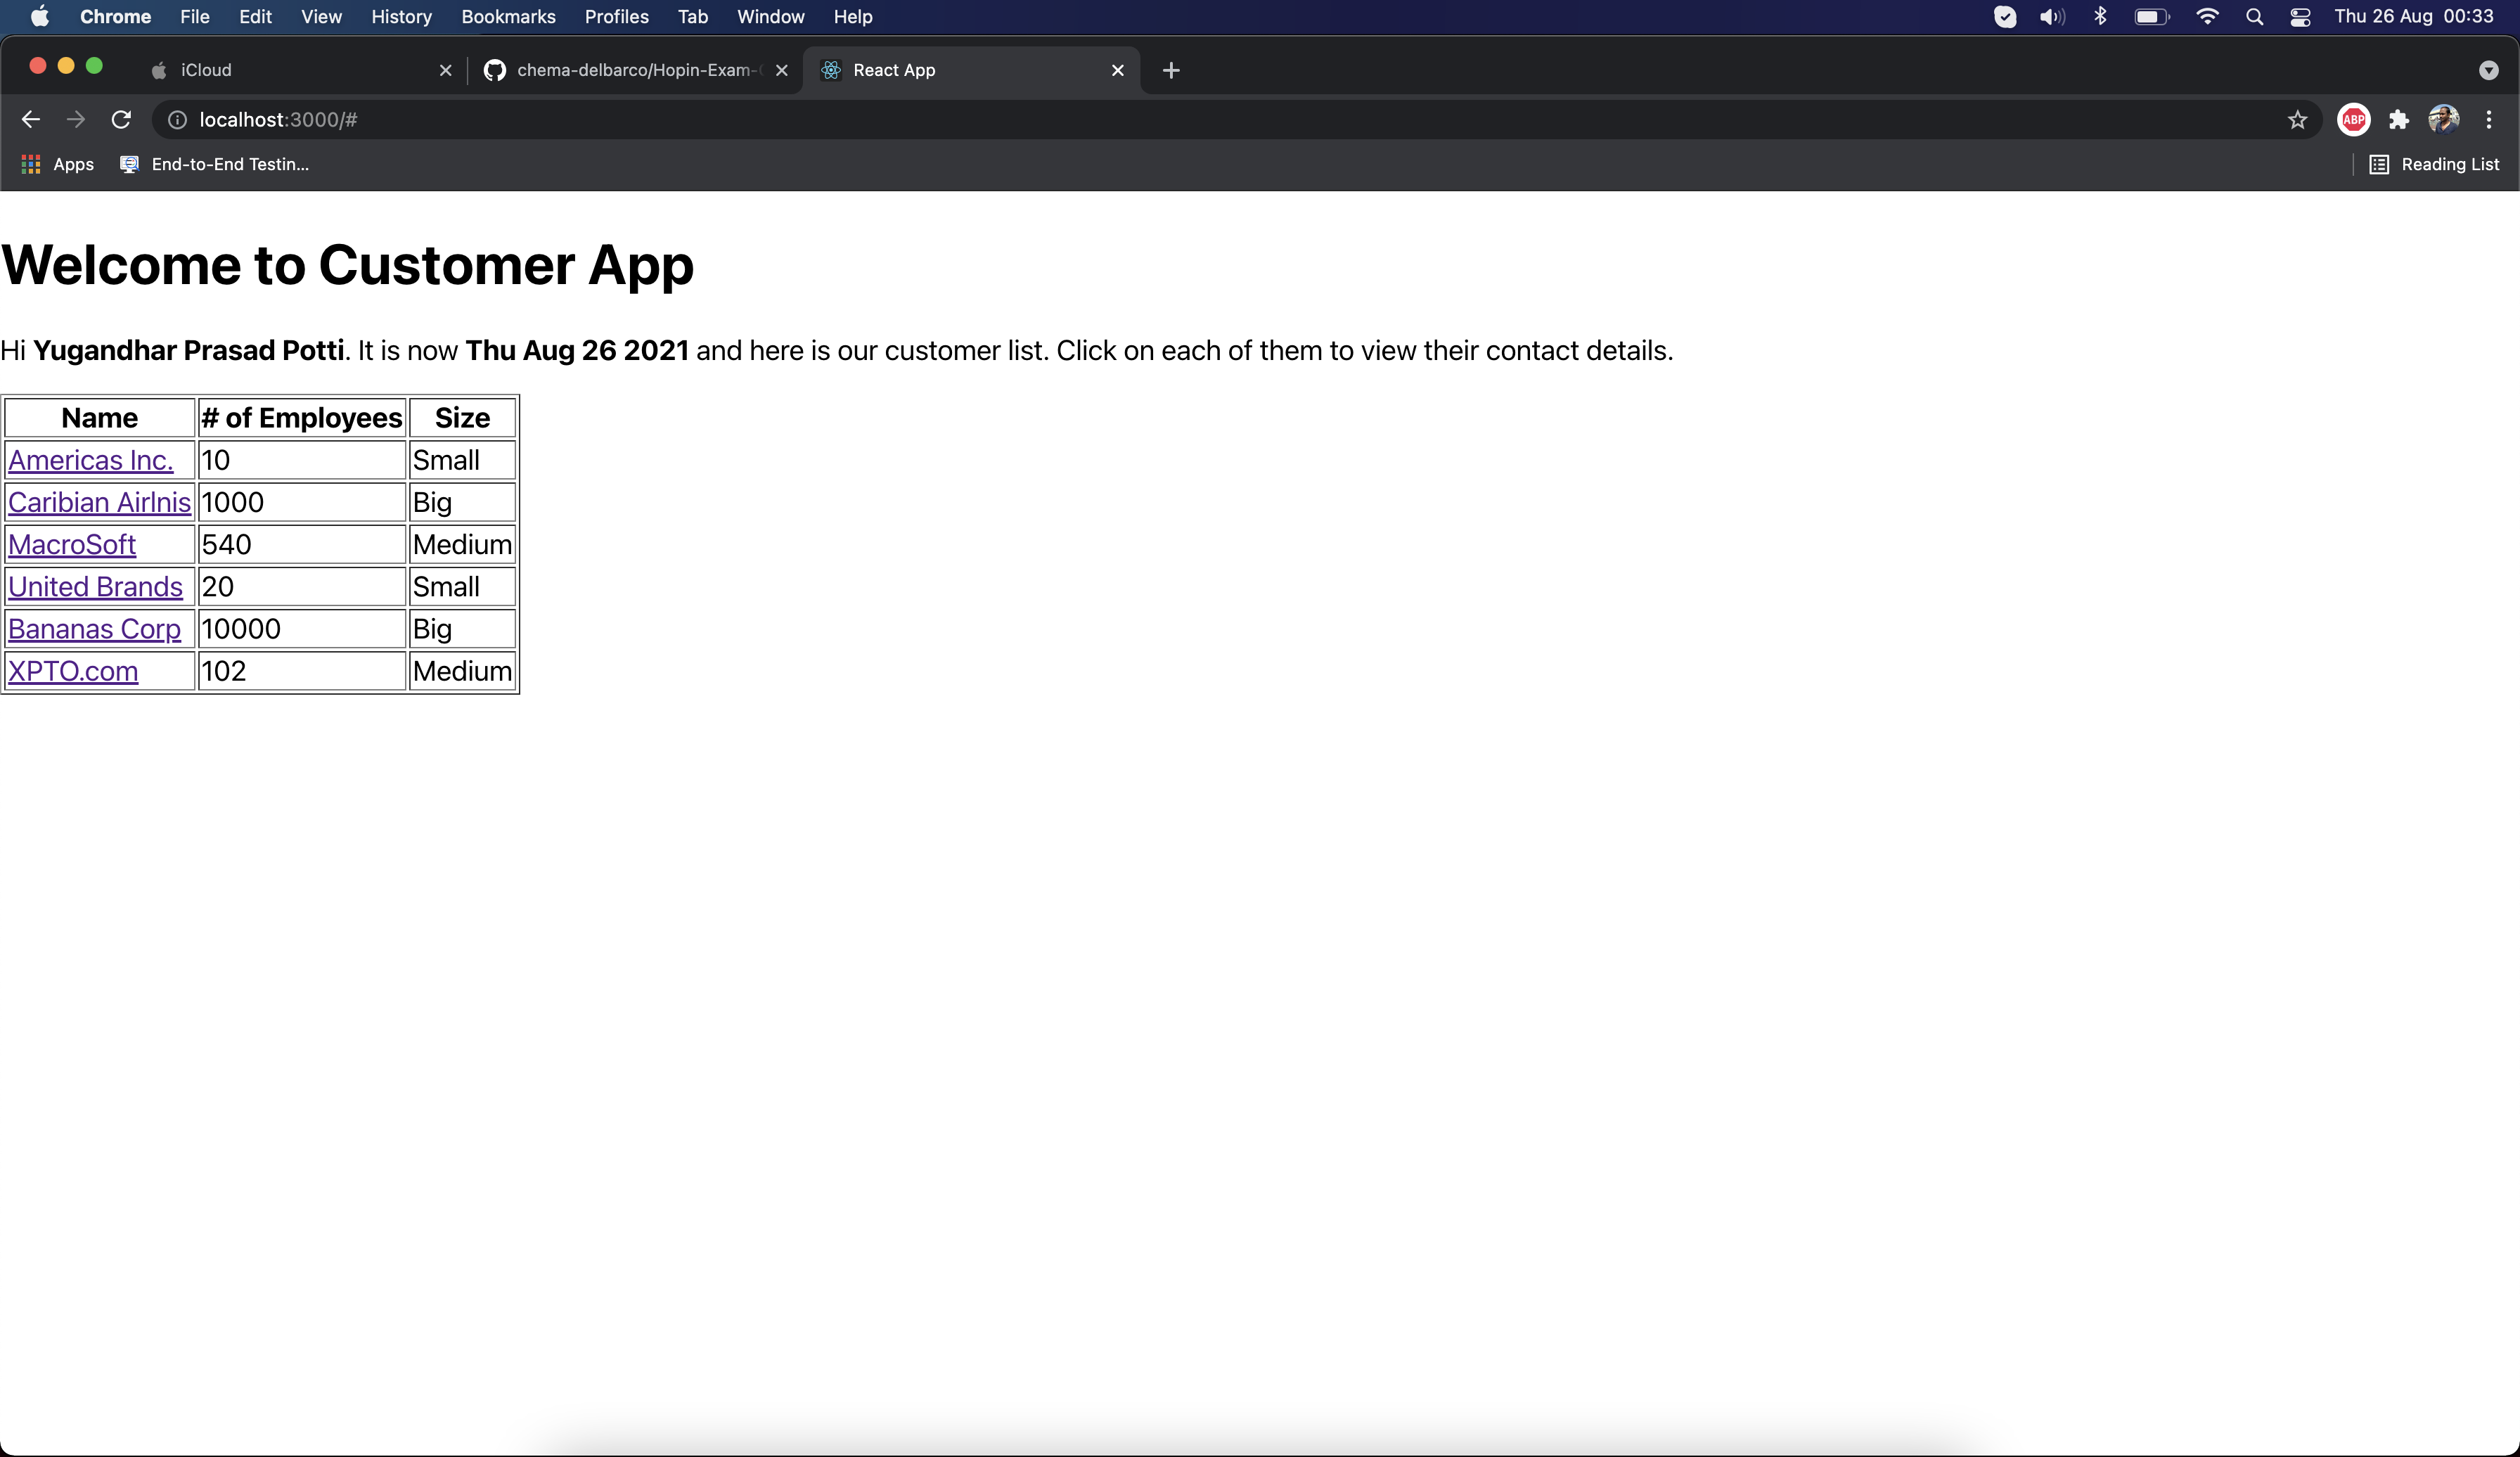 Chrome File Edit View History Bookmarks Profiles Tab Window Help Thu 26 Aug 00:33
iCloud chema-delbarco/Hopin-Exam- React App
localhost:3000/# ABP
Apps End-to-End Testin... Reading List
Welcome to Customer App
Hi Yugandhar Prasad Potti. It is now Thu Aug 26 2021 and here is our customer list. Click on each of them to view their contact details.
Name # of Employees Size
Americas Inc. 10 Small
Caribian Airlnis 1000 Big
MacroSoft 540 Medium
United Brands 20 Small
Bananas Corp 10000 Big
XPTO.com 102 Medium